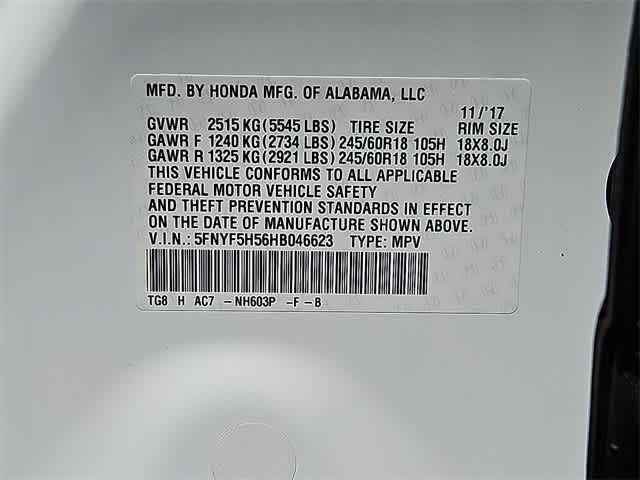 MFD. BY HONDA MFG. OF ALABAMA, LLC
11/'17
GVWR 2515 KG(5545 LBS) TIRE SIZE RIM SIZE
GAWR F 1240 KG(2734 LBS) 245/60R18 105H 18X8.0J
GAWR R 1325 KG(2921 LBS) 245/60R18 105H 18X8.0J
THIS VEHICLE CONFORMS TO ALL APPLICABLE
FEDERAL MOTOR VEHICLE SAFETY
AND THEFT PREVENTION STANDARDS IN EFFECT
ON THE DATE OF MANUFACTURE SHOWN ABOVE.
V.I.N.: 5FNYF5H56HB046623 TYPE: MPV
TG8 H AC7 -NH603P -F-B